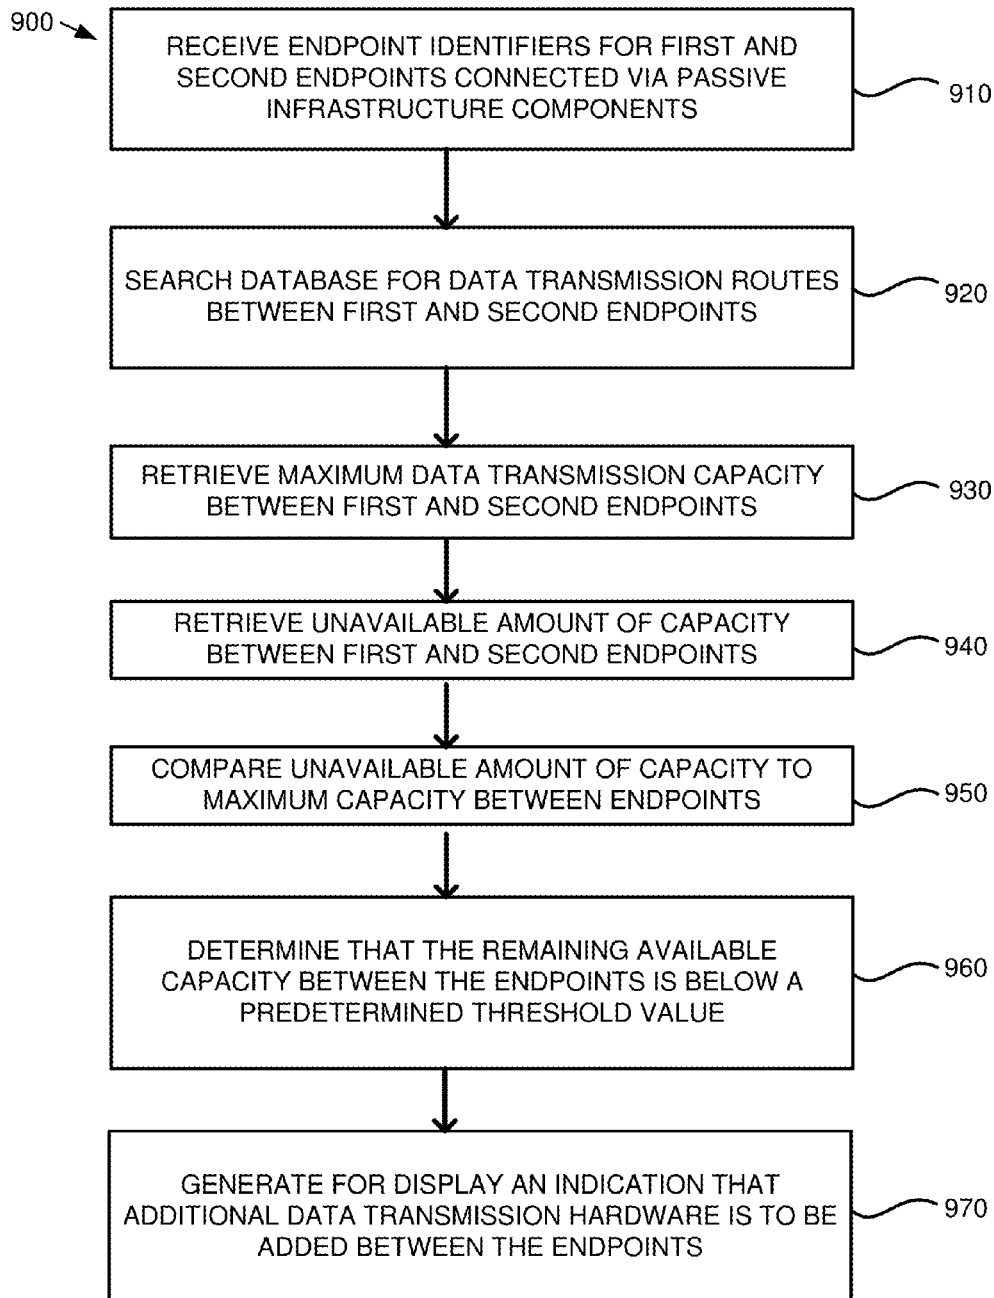 900
RECEIVE ENDPOINT IDENTIFIERS FOR FIRST AND
SECOND ENDPOINTS CONNECTED VIA PASSIVE
INFRASTRUCTURE COMPONENTS
910
SEARCH DATABASE FOR DATA TRANSMISSION ROUTES
BETWEEN FIRST AND SECOND ENDPOINTS
920
RETRIEVE MAXIMUM DATA TRANSMISSION CAPACITY
BETWEEN FIRST AND SECOND ENDPOINTS
930
RETRIEVE UNAVAILABLE AMOUNT OF CAPACITY
BETWEEN FIRST AND SECOND ENDPOINTS
940
COMPARE UNAVAILABLE AMOUNT OF CAPACITY TO
MAXIMUM CAPACITY BETWEEN ENDPOINTS
950
DETERMINE THAT THE REMAINING AVAILABLE
CAPACITY BETWEEN THE ENDPOINTS IS BELOW A
PREDETERMINED THRESHOLD VALUE
960
GENERATE FOR DISPLAY AN INDICATION THAT
ADDITIONAL DATA TRANSMISSION HARDWARE IS TO BE
ADDED BETWEEN THE ENDPOINTS
970